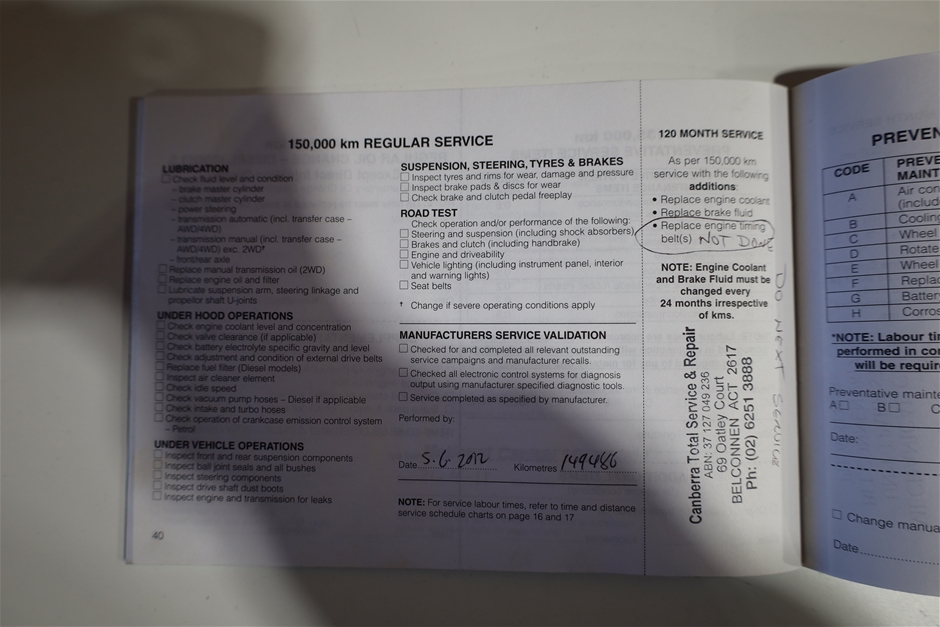 150,000 km REGULAR SERVICE
LUBRICATION
Check fluid level and condition
– brake master cylinder
– clutch master cylinder
– power steering
– transmission automatic (incl. transfer case –
AWD/4WD)
– transmission manual (incl. transfer case –
AWD/4WD) exc. 2WD†
– front/rear axle
Replace manual transmission oil (2WD)
Replace engine oil and filter
Lubricate suspension arm, steering linkage and
propellor shaft U-joints
UNDER HOOD OPERATIONS
Check engine coolant level and concentration
Check valve clearance (if applicable)
Check battery electrolyte specific gravity and level
Check adjustment and condition of external drive belts
Replace fuel filter (Diesel models)
Inspect air cleaner element
Check idle speed
Check vacuum pump hoses – Diesel if applicable
Check intake and turbo hoses
Check operation of crankcase emission control system
– Petrol
UNDER VEHICLE OPERATIONS
Inspect front and rear suspension components
Inspect ball joint seals and all bushes
Inspect steering components
Inspect drive shaft dust boots
Inspect engine and transmission for leaks
40
SUSPENSION, STEERING, TYRES & BRAKES
Inspect tyres and rims for wear, damage and pressure
Inspect brake pads & discs for wear
Check brake and clutch pedal freeplay
ROAD TEST
Check operation and/or performance of the following:
Steering and suspension (including shock absorbers)
Brakes and clutch (including handbrake)
Engine and driveability
Vehicle lighting (including instrument panel, interior
and warning lights)
Seat belts
† Change if severe operating conditions apply
MANUFACTURERS SERVICE VALIDATION
Checked for and completed all relevant outstanding
service campaigns and manufacturer recalls.
Checked all electronic control systems for diagnosis
output using manufacturer specified diagnostic tools.
Service completed as specified by manufacturer.
Performed by:
Date 5.6.2012 Kilometres 149486
NOTE: For service labour times, refer to time and distance
service schedule charts on page 16 and 17
120 MONTH SERVICE
As per 150,000 km
service with the following
additions:
• Replace engine coolant
• Replace brake fluid
• Replace engine timing
belt(s) NOT DONE
NOTE: Engine Coolant
and Brake Fluid must be
changed every
24 months irrespective
of kms.
Canberra Total Service & Repair
ABN: 37 127 049 236
69 Oatley Court
BELCONNEN ACT 2617
Ph: (02) 6251 3888
DO NEXT SERVICE
PREVEN
CODE PREVE
MAINT
A Air con
(includ
B Cooling
C Wheel
D Rotate
E Wheel
F Replac
G Batter
H Corros
*NOTE: Labour ti
performed in co
will be requir
Preventative mainte
A B C
Date:
Change manua
Date